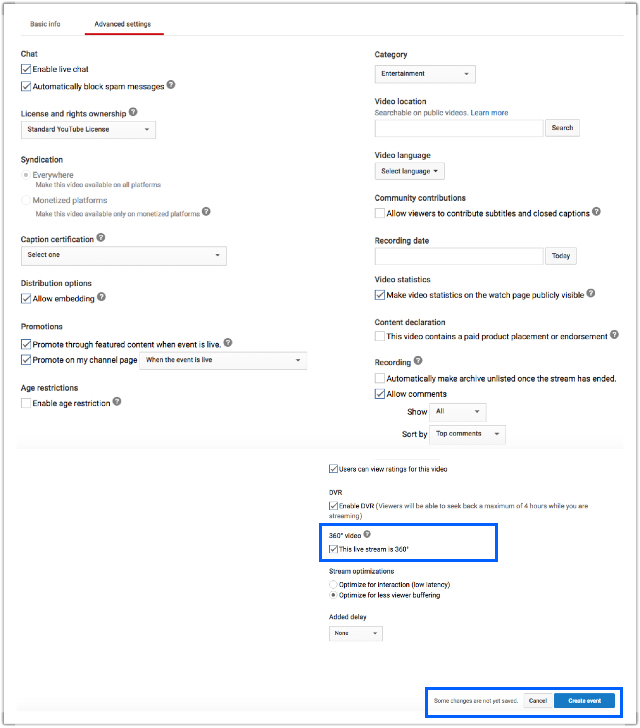 Basic info
Advanced settings
Chat
Enable live chat
Automatically block spam messages ?
License and rights ownership ?
Standard YouTube License
Syndication
Everywhere
Make this video available on all platforms
Monetized platforms
Make this video available only on monetized platforms ?
Caption certification ?
Select one
Distribution options
Allow embedding ?
Promotions
Promote through featured content when event is live. ?
Promote on my channel page When the event is live
Age restrictions
Enable age restriction ?
Category
Entertainment
Video location
Searchable on public videos. Learn more
Search
Video language
Select language
Community contributions
Allow viewers to contribute subtitles and closed captions ?
Recording date
Today
Video statistics
Make video statistics on the watch page publicly visible ?
Content declaration
This video contains a paid product placement or endorsement ?
Recording ?
Automatically make archive unlisted once the stream has ended.
Allow comments
Show All
Sort by Top comments
Users can view ratings for this video
DVR
Enable DVR (Viewers will be able to seek back a maximum of 4 hours while you are
streaming)
360° video ?
This live stream is 360°
Stream optimizations
Optimize for interaction (low latency)
Optimize for less viewer buffering
Added delay
None
Some changes are not yet saved. Cancel Create event